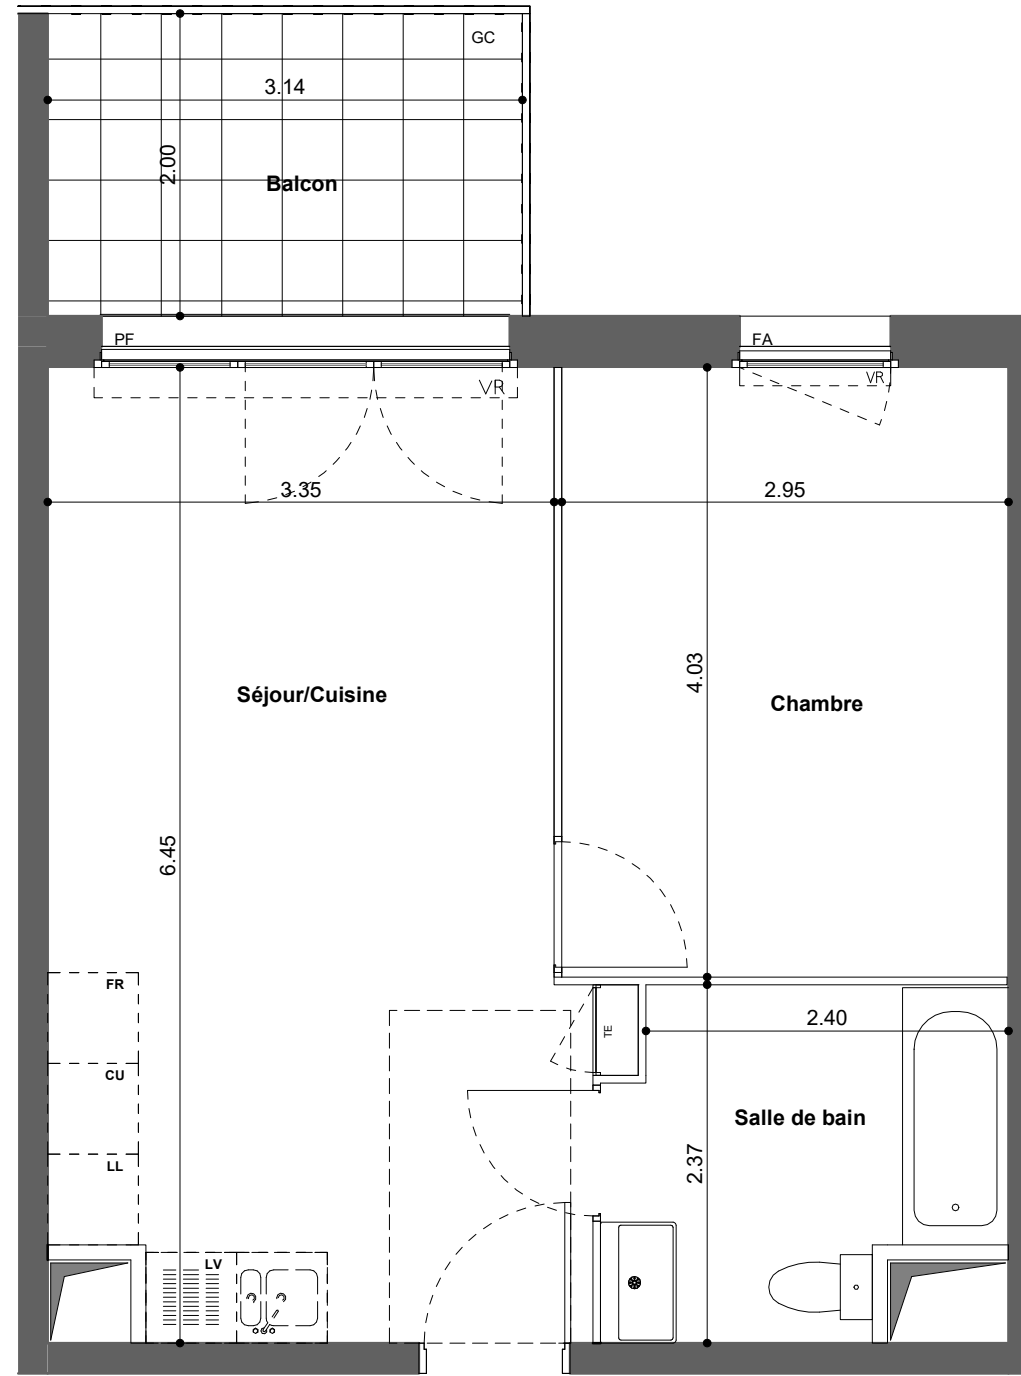 GC
3.14
2.00
Balcon
PF
FA
VR
VR
3.35
2.95
4.03
Séjour/Cuisine
Chambre
6.45
FR
TE
2.40
CU
Salle de bain
LL
2.37
LV